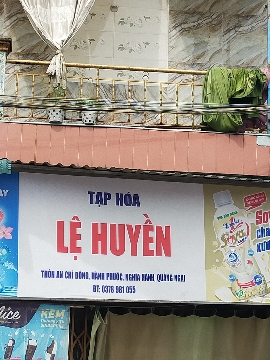 TẠP HÓA
LỆ HUYỀN
THÔN AN CHỈ ĐÔNG, HÀNH PHƯỚC, NGHĨA HÀNH, QUẢNG NGÃI
ĐT: 0376 981 055
KEM